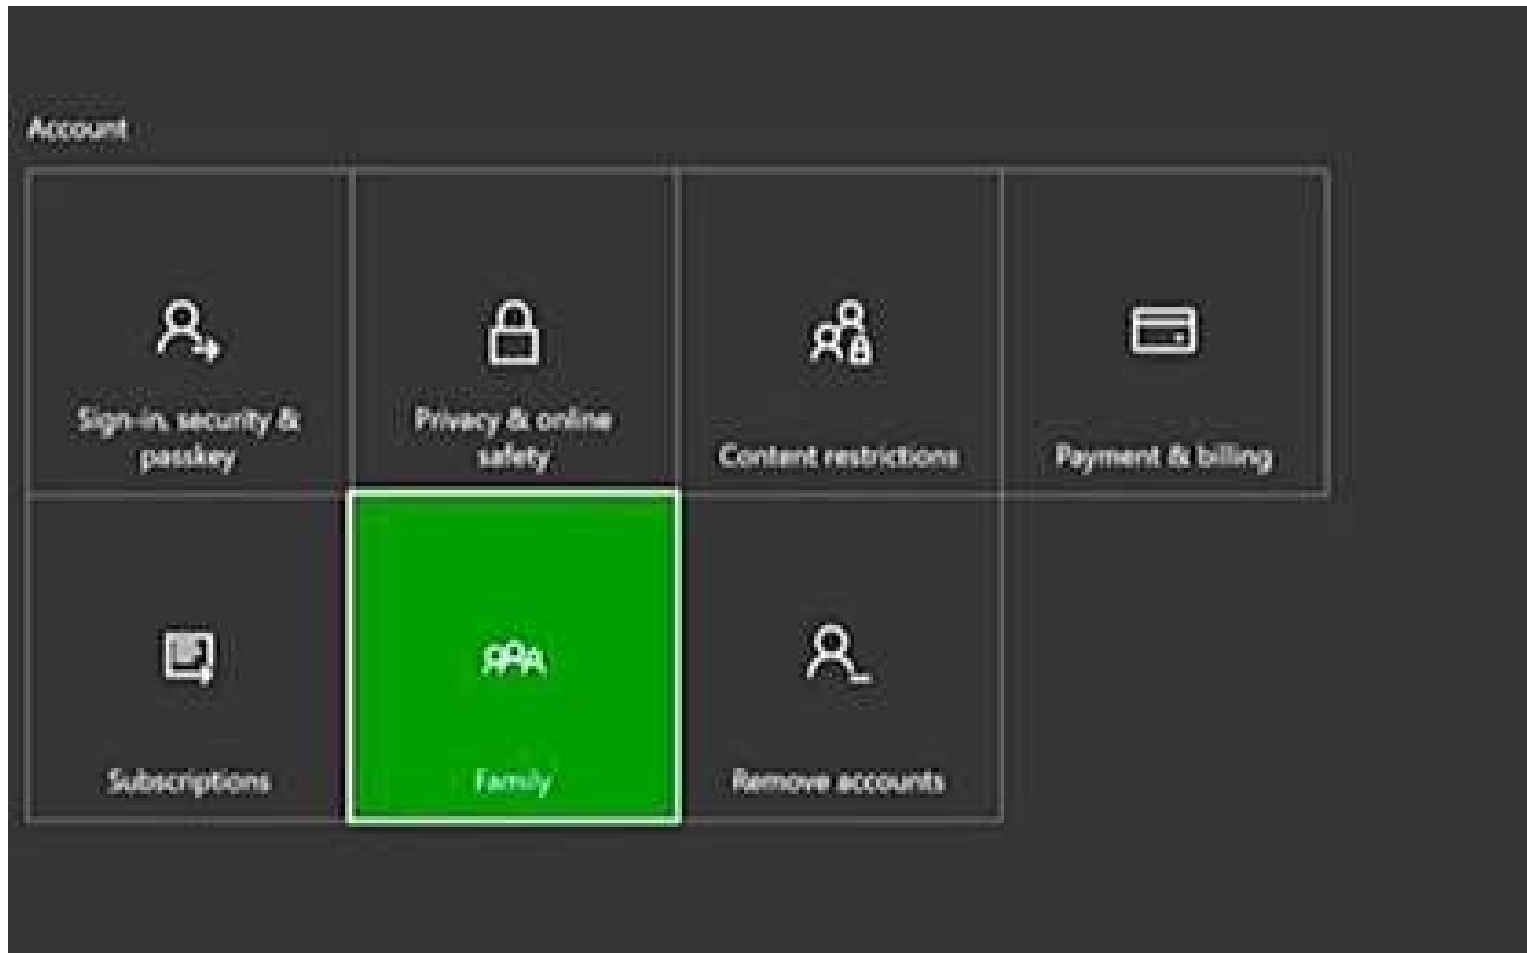 Account
Sign-in, security &
passkey
Privacy & online
safety
Content restrictions
Payment & billing
Subscriptions
Family
Remove accounts